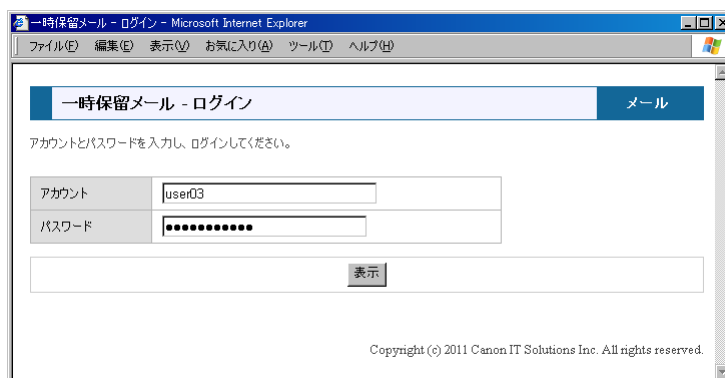 一時保留メール - ログイン - Microsoft Internet Explorer
ファイル(F) 編集(E) 表示(V) お気に入り(A) ツール(T) ヘルプ(H)
一時保留メール - ログイン メール
アカウントとパスワードを入力し、ログインしてください。
アカウント user03
パスワード ●●●●●●●●●●●
表示
Copyright (c) 2011 Canon IT Solutions Inc. All rights reserved.